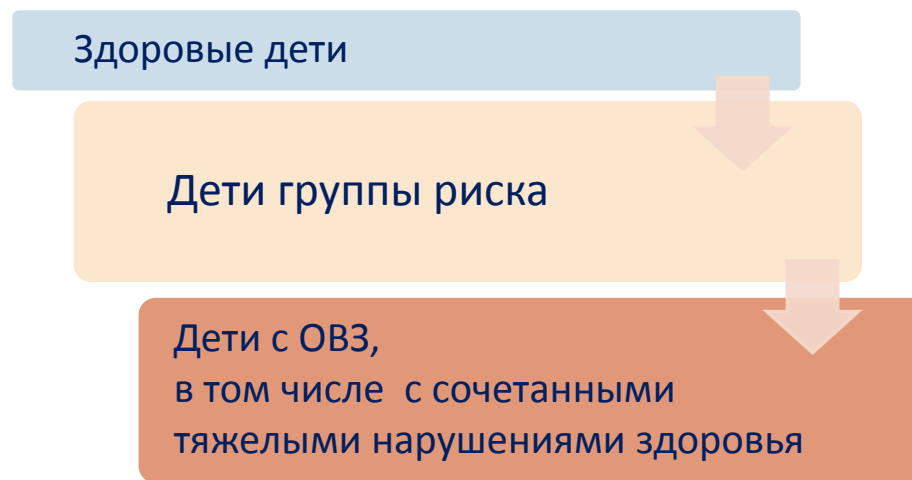 Здоровые дети
Дети группы риска
Дети с ОВЗ,
в том числе  с сочетанными
тяжелыми нарушениями здоровья